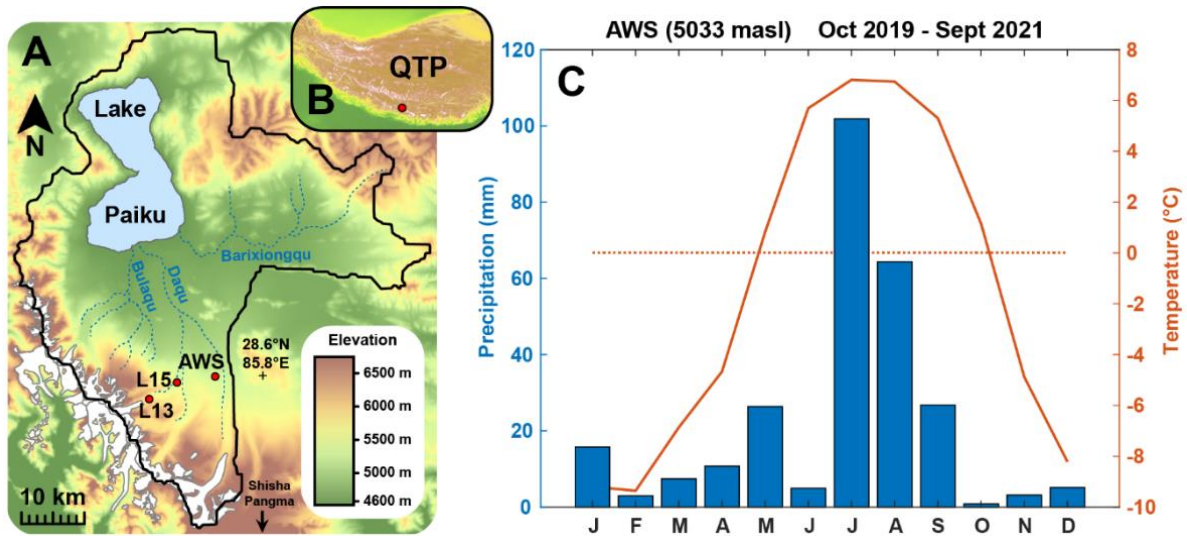 A
N
Lake
Paiku
Barixiongqu
Bulaqu
Daqu
AWS
L15
L13
28.6°N
85.8°E
+
Elevation
6500 m
6000 m
5500 m
5000 m
4600 m
10 km
Shisha
Pangma
B
QTP
AWS (5033 masl) Oct 2019 - Sept 2021
C
Precipitation (mm)
120
100
80
60
40
20
0
J F M A M J J A S O N D
8
6
4
2
0
-2
-4
-6
-8
-10
Temperature (°C)